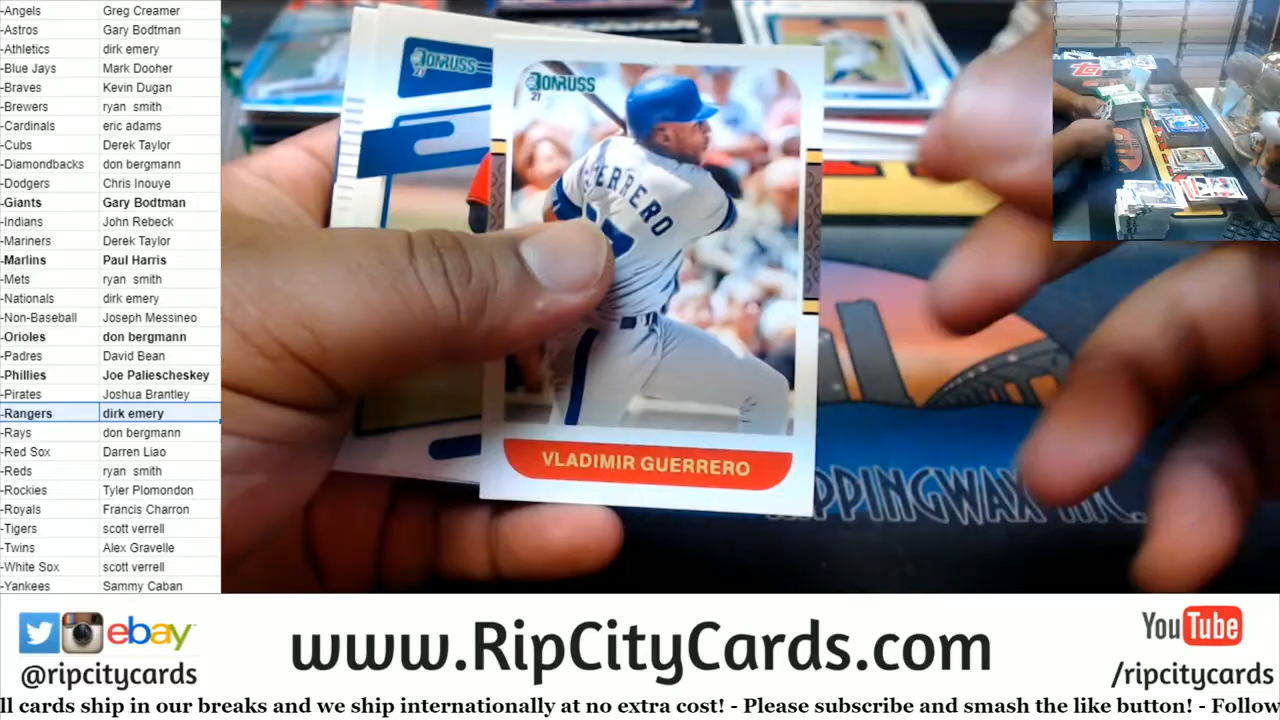 -Angels Greg Creamer
-Astros Gary Bodtman
-Athletics dirk emery
-Blue Jays Mark Dooher
-Braves Kevin Dugan
-Brewers ryan smith
-Cardinals eric adams
-Cubs Derek Taylor
-Diamondbacks don bergmann
-Dodgers Chris Inouye
-Giants Gary Bodtman
-Indians John Rebeck
-Mariners Derek Taylor
-Marlins Paul Harris
-Mets ryan smith
-Nationals dirk emery
-Non-Baseball Joseph Messineo
-Orioles don bergmann
-Padres David Bean
-Phillies Joe Paliescheskey
-Pirates Joshua Brantley
-Rangers dirk emery
-Rays don bergmann
-Red Sox Darren Liao
-Reds ryan smith
-Rockies Tyler Plomondon
-Royals Francis Charron
-Tigers scott verrell
-Twins Alex Gravelle
-White Sox scott verrell
-Yankees Sammy Caban
DONRUSS
21
DONRUSS
21
GUERRERO
VLADIMIR GUERRERO
ebay
@ripcitycards
www.RipCityCards.com
YouTube
/ripcitycards
ll cards ship in our breaks and we ship internationally at no extra cost! - Please subscribe and smash the like button! - Follow